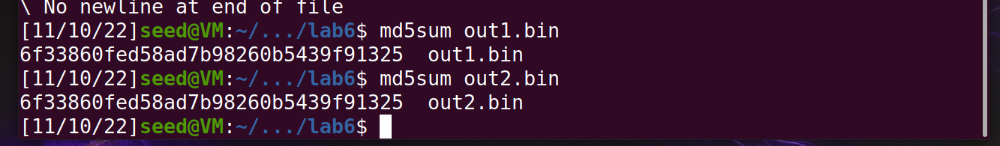 \ No newline at end of file
[11/10/22]seed@VM:~/.../lab6$ md5sum out1.bin
6f33860fed58ad7b98260b5439f91325  out1.bin
[11/10/22]seed@VM:~/.../lab6$ md5sum out2.bin
6f33860fed58ad7b98260b5439f91325  out2.bin
[11/10/22]seed@VM:~/.../lab6$